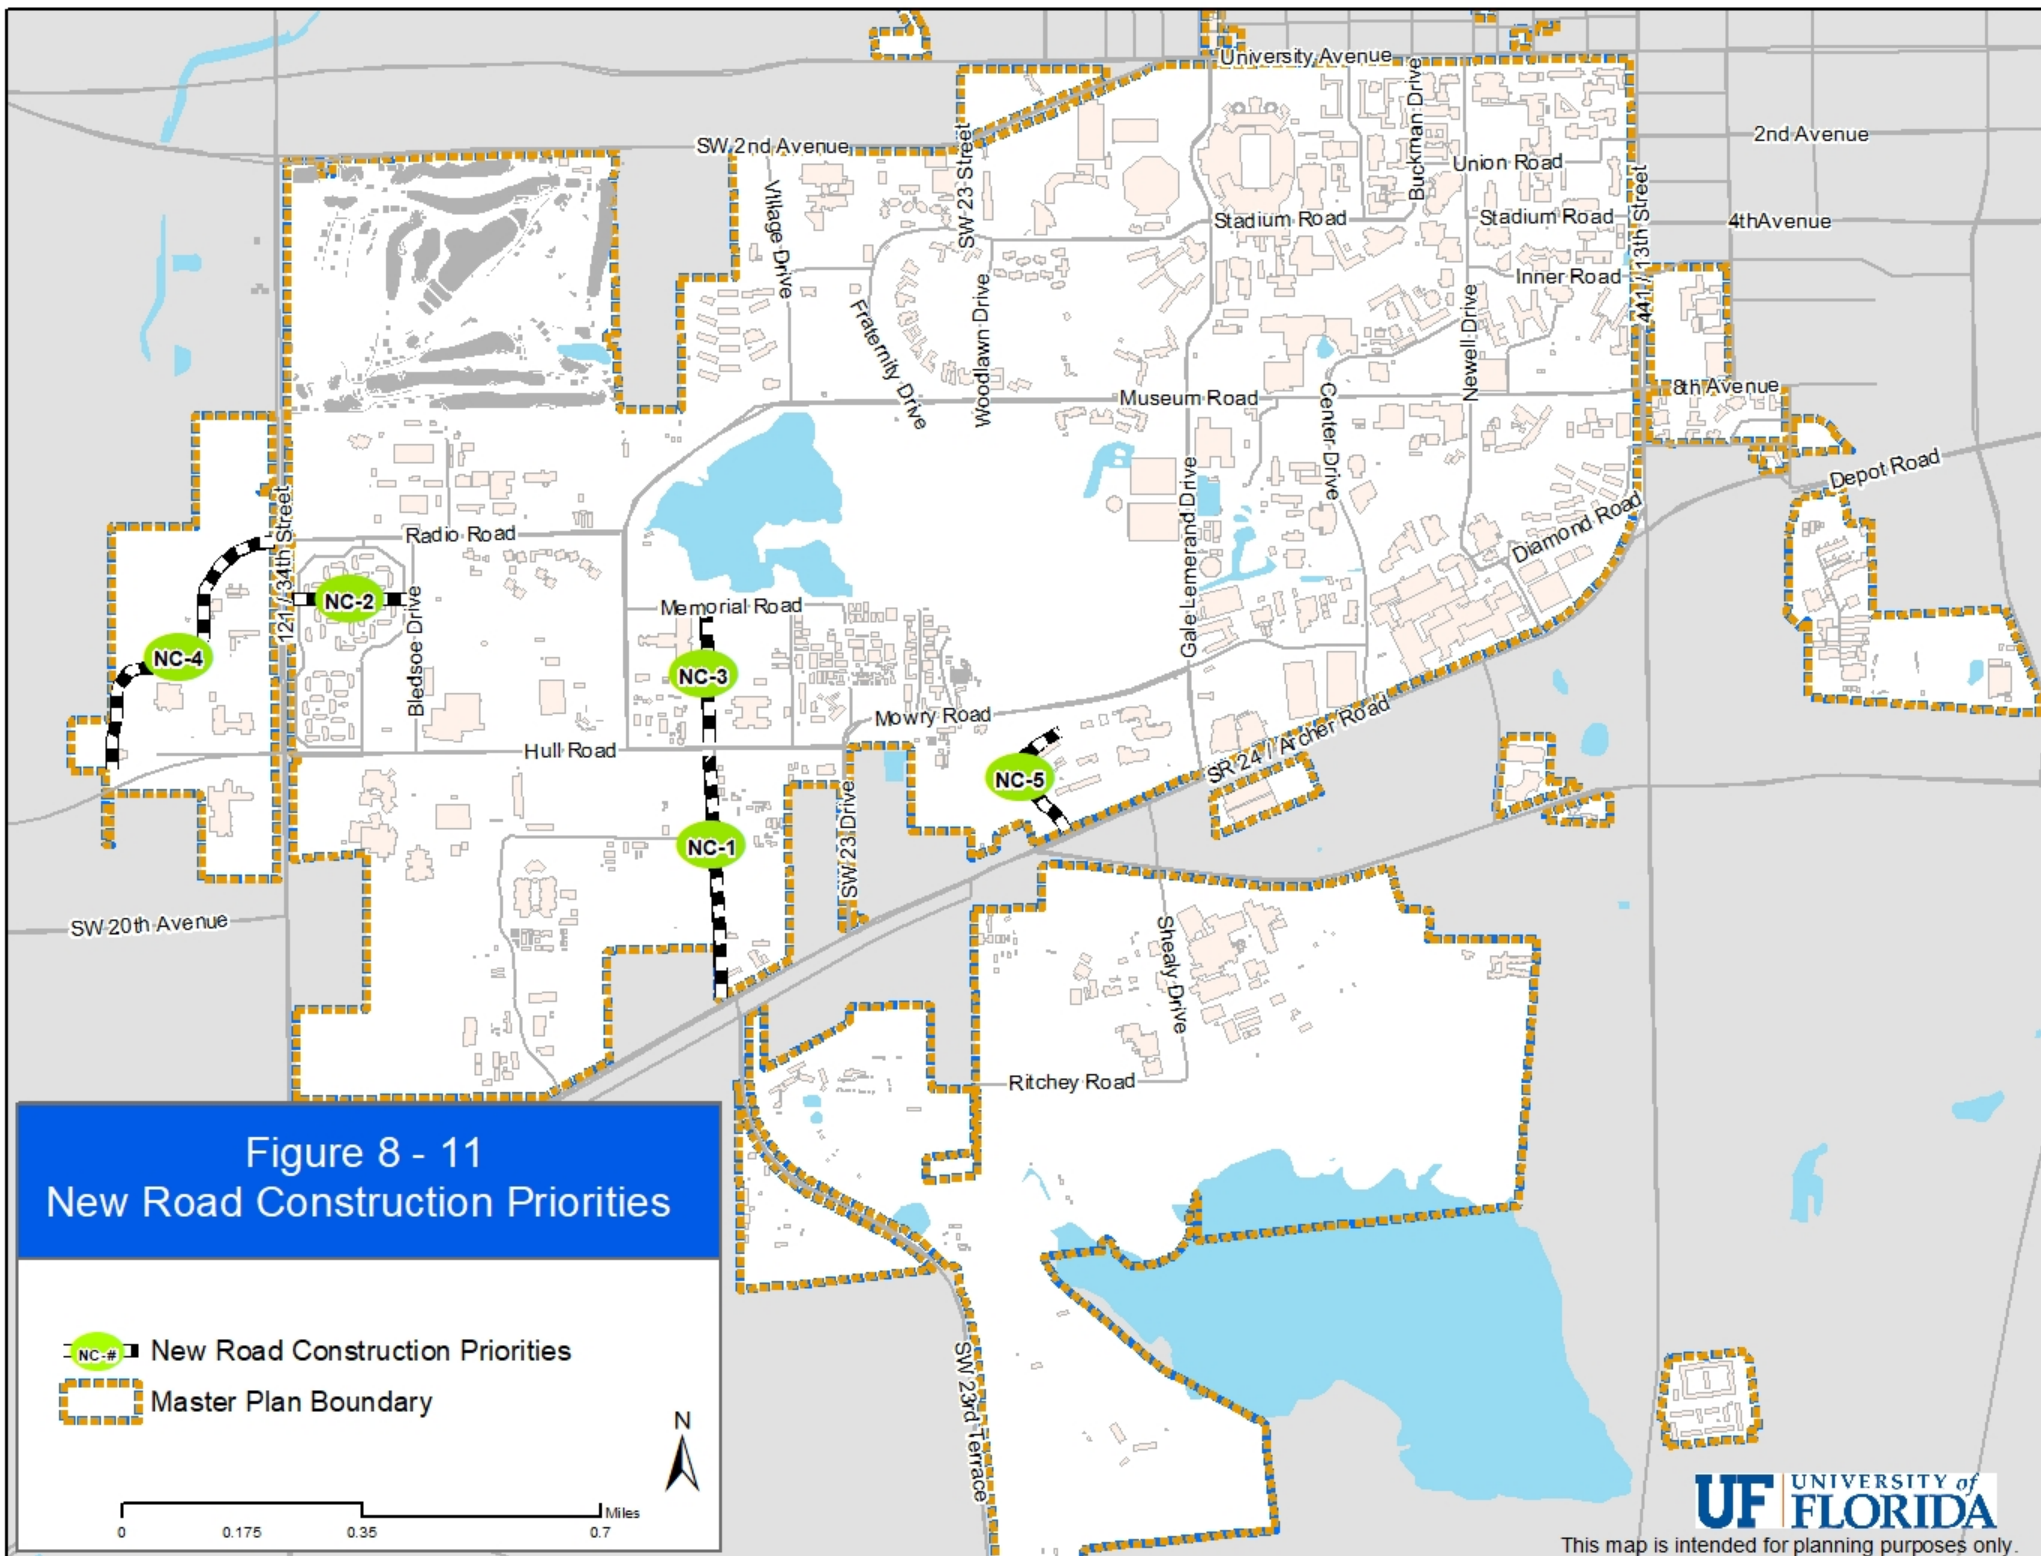 University Avenue
SW 2nd Avenue
SW 23 Street
Buckman Drive
Union Road
2nd Avenue
Village Drive
Stadium Road
Stadium Road
441 / 13th Street
4thAvenue
Inner Road
Fraternity Drive
Woodlawn Drive
Newell Drive
Museum Road
Center Drive
8th Avenue
Depot Road
121 / 34th Street
Radio Road
Gale Lemerand Drive
Diamond Road
NC-2
Bledsoe Drive
Memorial Road
NC-4
NC-3
Mowry Road
Hull Road
SR 24 / Archer Road
NC-5
NC-1
SW 23 Drive
SW 20th Avenue
Shealy Drive
Ritchey Road
SW 23rd Terrace
Figure 8 - 11
New Road Construction Priorities
NC-#
New Road Construction Priorities
Master Plan Boundary
N
Miles
0 0.175 0.35 0.7
UF UNIVERSITY of
FLORIDA
This map is intended for planning purposes only.